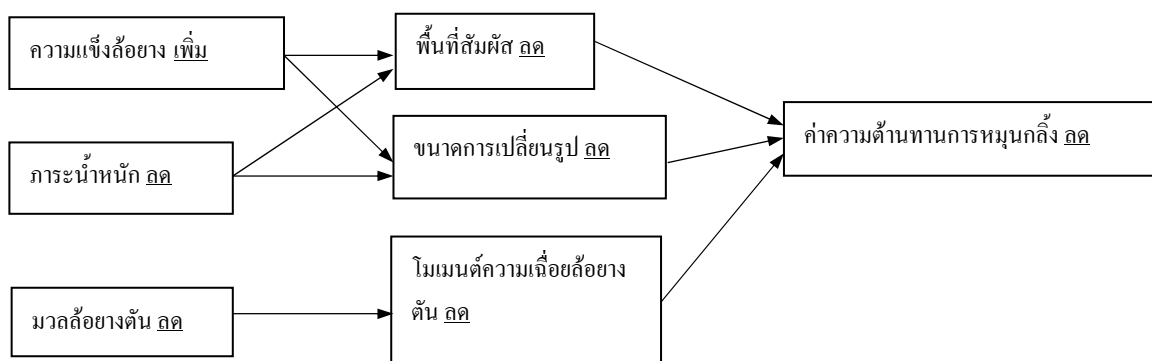 ความแข็งล้อยาง เพิ่ม
พื้นที่สัมผัส ลด
ภาระน้ำหนัก ลด
ขนาดการเปลี่ยนรูป ลด
ค่าความต้านทานการหมุนกลิ้ง ลด
มวลล้อยางตัน ลด
โมเมนต์ความเฉื่อยล้อยาง
ตัน ลด